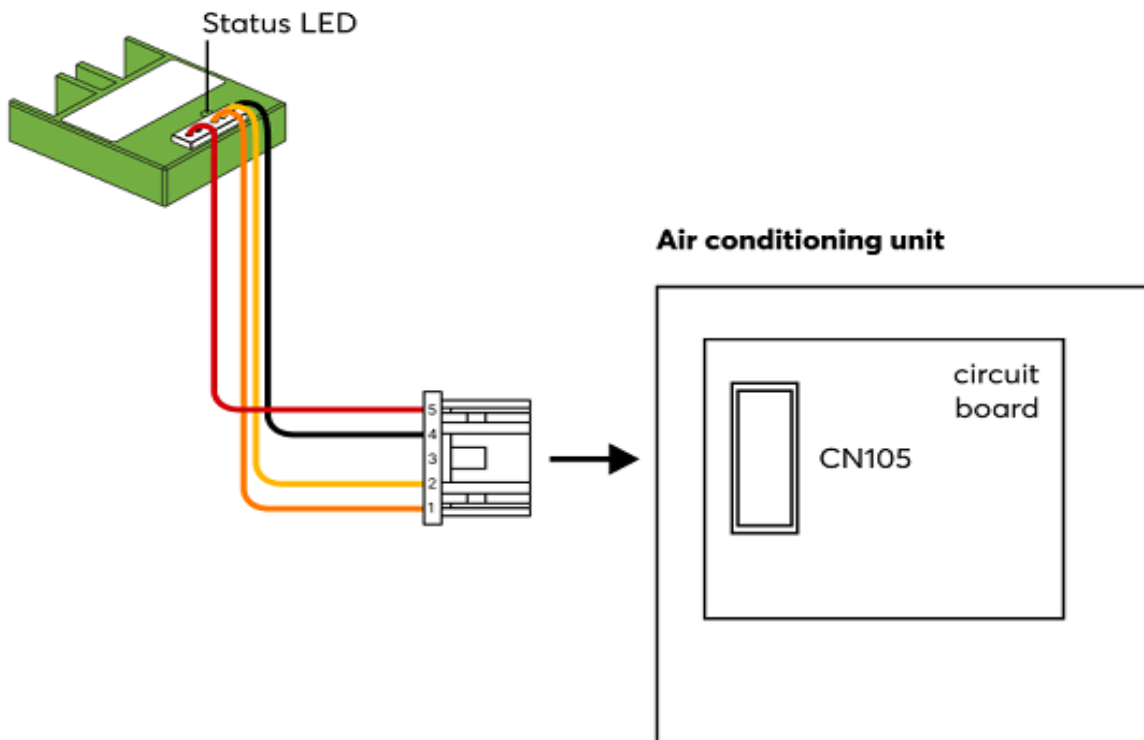 Status LED
Air conditioning unit
circuit
board
CN105
5
4
3
2
1